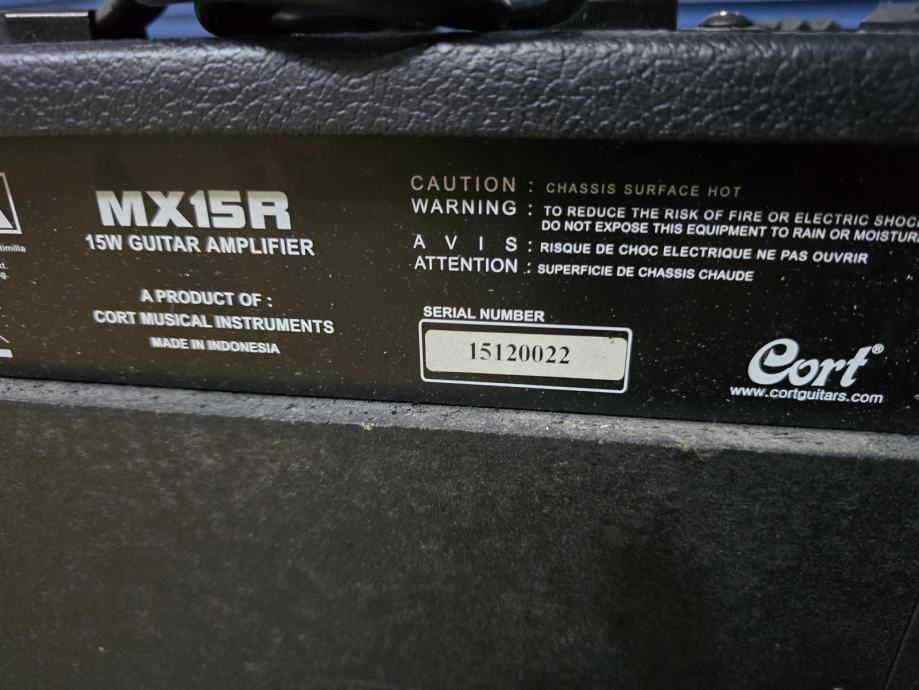 MX15R
15W GUITAR AMPLIFIER
A PRODUCT OF :
CORT MUSICAL INSTRUMENTS
MADE IN INDONESIA
CAUTION : CHASSIS SURFACE HOT
WARNING : TO REDUCE THE RISK OF FIRE OR ELECTRIC SHOC
DO NOT EXPOSE THIS EQUIPMENT TO RAIN OR MOISTUR
A V I S : RISQUE DE CHOC ELECTRIQUE NE PAS OUVRIR
ATTENTION : SUPERFICIE DE CHASSIS CHAUDE
SERIAL NUMBER
15120022
Cort®
www.cortguitars.com